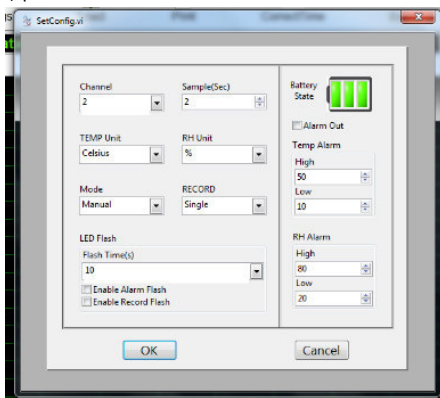 Print
CorrectTime
SetConfig.vi
Channel
2
Sample(Sec)
2
TEMP Unit
Celsius
RH Unit
%
Mode
Manual
RECORD
Single
LED Flash
Flash Time(s)
10
Enable Alarm Flash
Enable Record Flash
Battery
State
Alarm Out
Temp Alarm
High
50
Low
10
RH Alarm
High
80
Low
20
OK
Cancel